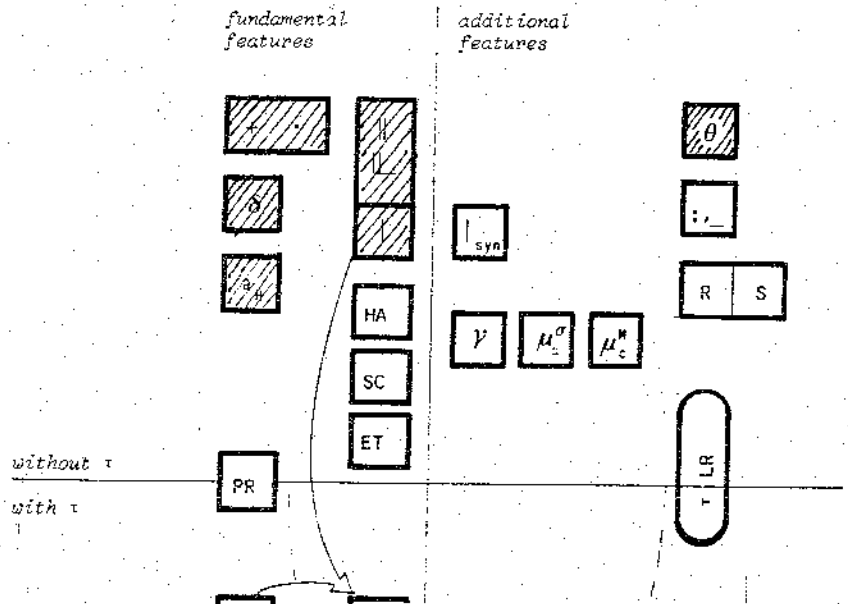 fundamental
features
additional
features
+ ·
||
⌊⌊
θ
δ
|
|syn
:,_
∂H
R S
HA
γ
SC
ET
LR
τ
PR
without τ
with τ